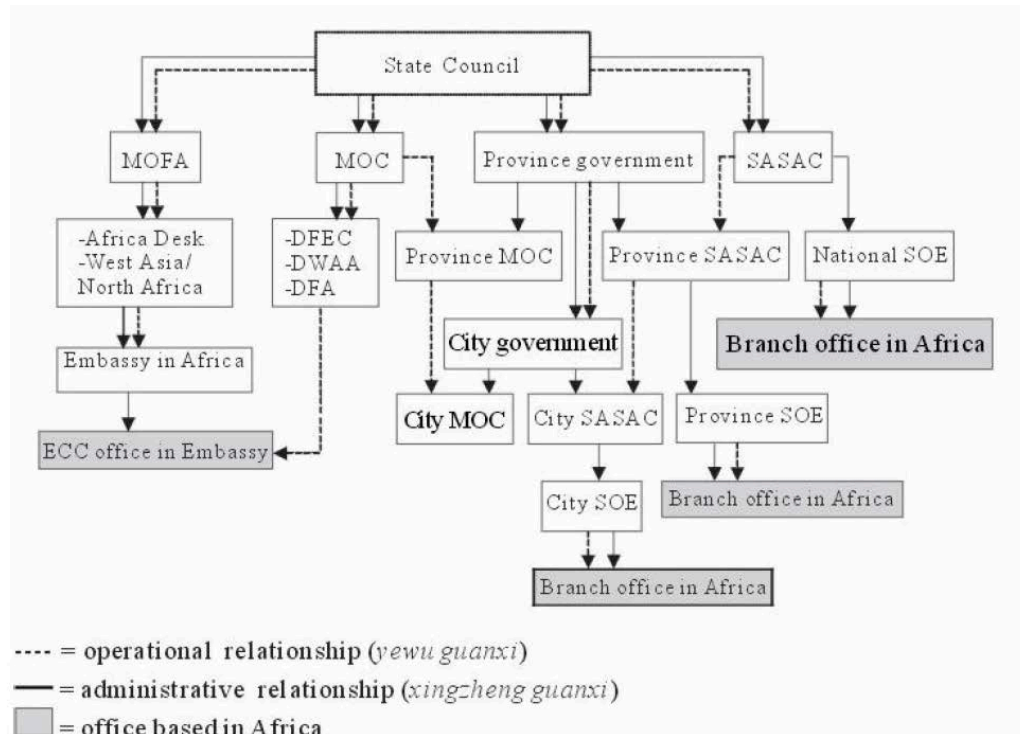 State Council
MOFA
MOC
Province government
SASAC
-Africa Desk
-West Asia/
North Africa
-DFEC
-DWAA
-DFA
Province MOC
Province SASAC
National SOE
City government
Branch office in Africa
Embassy in Africa
City MOC
City SASAC
Province SOE
ECC office in Embassy
City SOE
Branch office in Africa
Branch office in Africa
---- = operational relationship (yewu guanxi)
= administrative relationship (xingzheng guanxi)
= office based in Africa